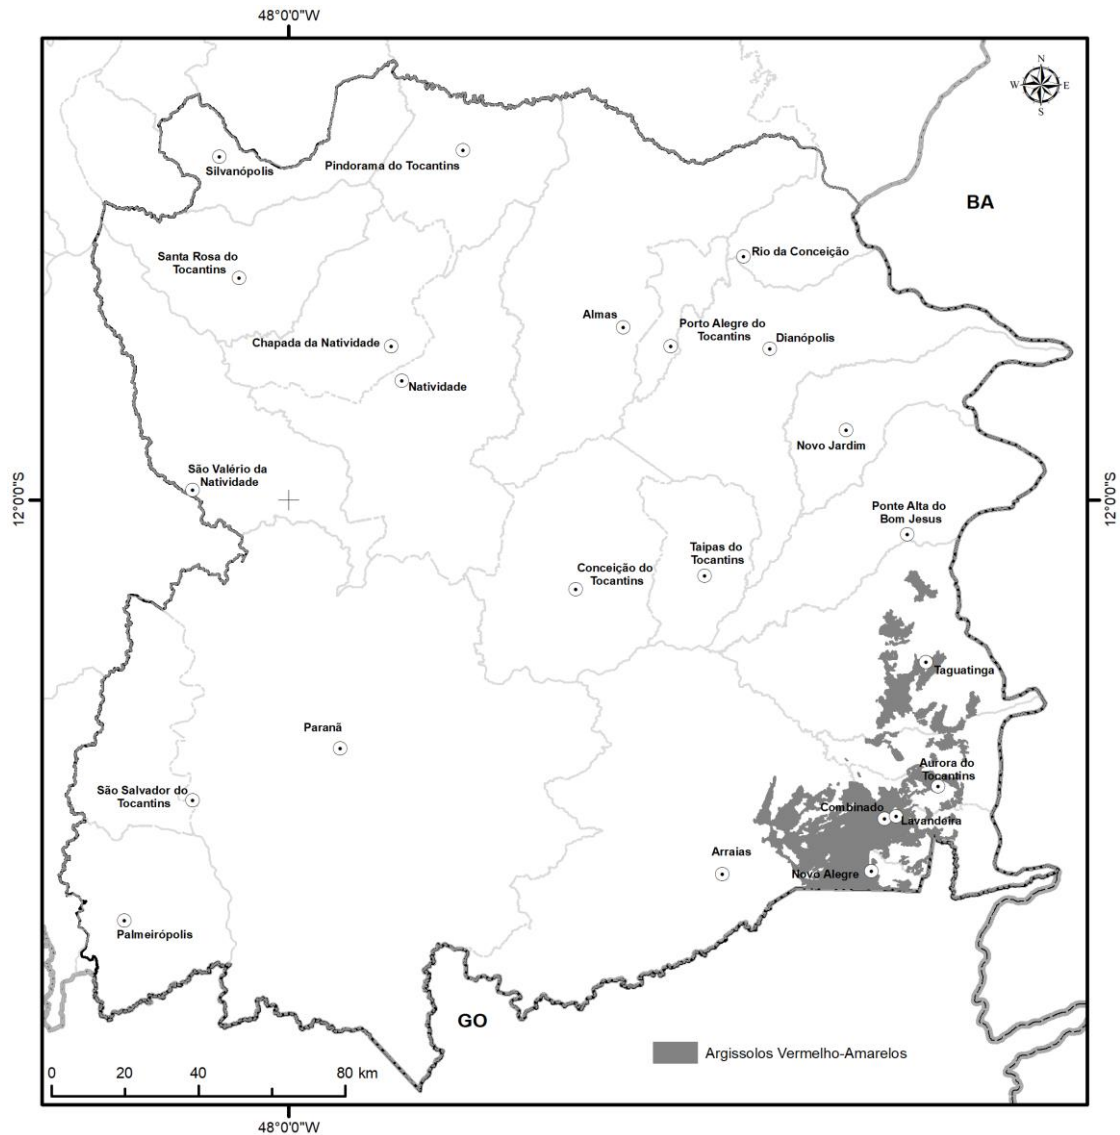 48°0'0"W
N
W
E
S
BA
Silvanópolis
Pindorama do Tocantins
Santa Rosa do
Tocantins
Rio da Conceição
Almas
Porto Alegre do
Tocantins
Dianópolis
Chapada da Natividade
Natividade
Novo Jardim
São Valério da
Natividade
12°0'0"S
12°0'0"S
Ponte Alta do
Bom Jesus
Taipas do
Tocantins
Conceição do
Tocantins
Taguatinga
Paranã
Aurora do
Tocantins
São Salvador do
Tocantins
Combinado
Lavandeira
Arraias
Novo Alegre
Palmeirópolis
GO
Argissolos Vermelho-Amarelos
0 20 40 80 km
48°0'0"W